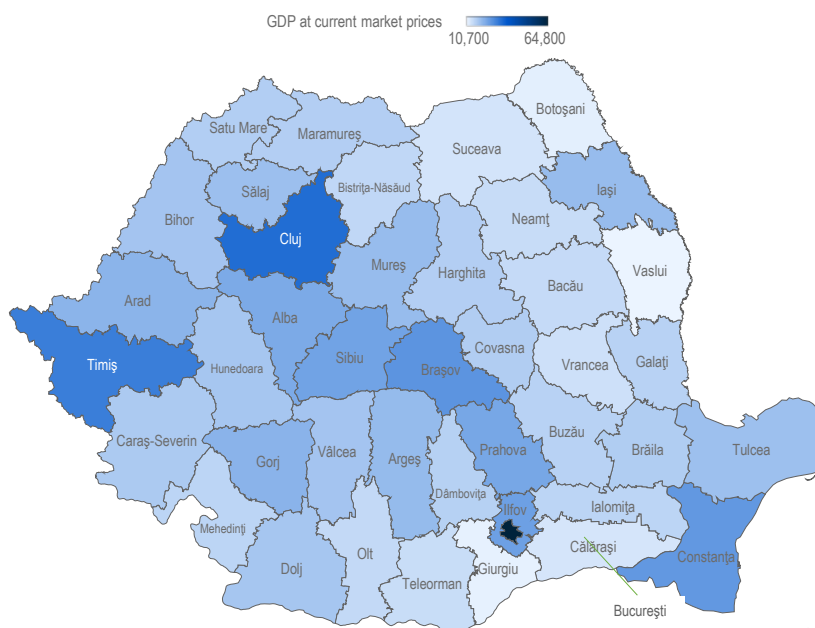 GDP at current market prices
10,700 64,800
Botoşani
Satu Mare
Maramureş
Suceava
Iaşi
Sălaj
Bistriţa-Năsăud
Bihor
Neamţ
Cluj
Mureş
Harghita
Vaslui
Bacău
Arad
Alba
Timiş
Hunedoara
Sibiu
Braşov
Covasna
Vrancea
Galaţi
Caraş-Severin
Gorj
Vâlcea
Argeş
Prahova
Buzău
Brăila
Tulcea
Dâmboviţa
Mehedinţi
Ilfov
Ialomiţa
Dolj
Olt
Teleorman
Giurgiu
Călăraşi
Constanţa
Bucureşti